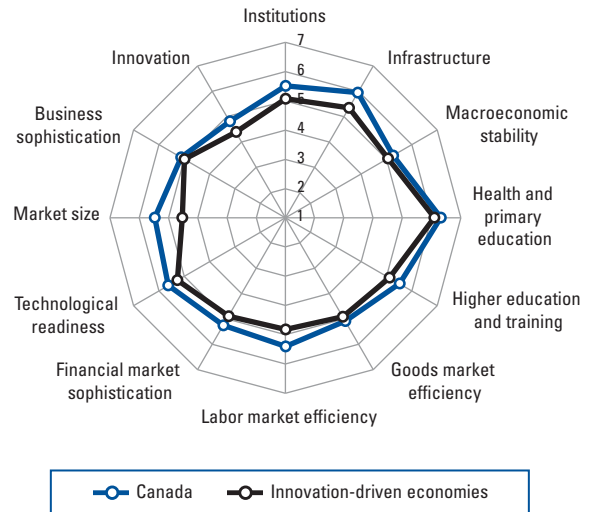 Institutions
7
6
5
4
3
2
1
Innovation
Infrastructure
Business
sophistication
Macroeconomic
stability
Market size
Health and
primary
education
Technological
readiness
Higher education
and training
Financial market
sophistication
Goods market
efficiency
Labor market efficiency
Canada
Innovation-driven economies